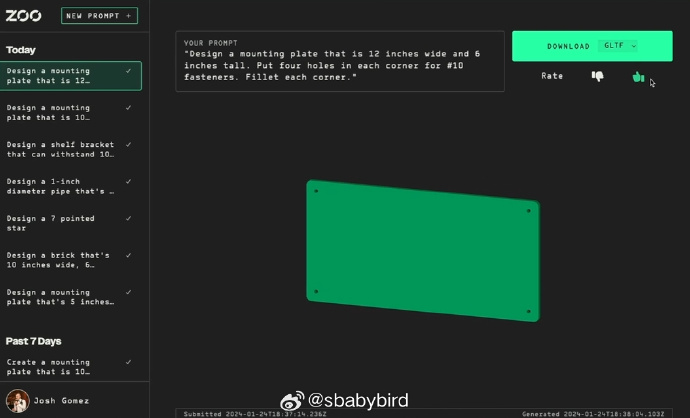 ZOO
NEW PROMPT +
Today
Design a mounting
plate that is 12…
Design a mounting
plate that is 10…
Design a shelf bracket
that can withstand 10…
Design a 1-inch
diameter pipe that's …
Design a 7 pointed
star
Design a brick that's
10 inches wide, 6…
Design a mounting
plate that's 5 inches…
Past 7 Days
Create a mounting
plate that is 10…
Josh Gomez
YOUR PROMPT
"Design a mounting plate that is 12 inches wide and 6
inches tall. Put four holes in each corner for #10
fasteners. Fillet each corner."
DOWNLOAD GLTF
Rate
@sbabybird
Submitted 2024-01-24T18:37:14.236Z
Generated 2024-01-24T18:38:04.103Z